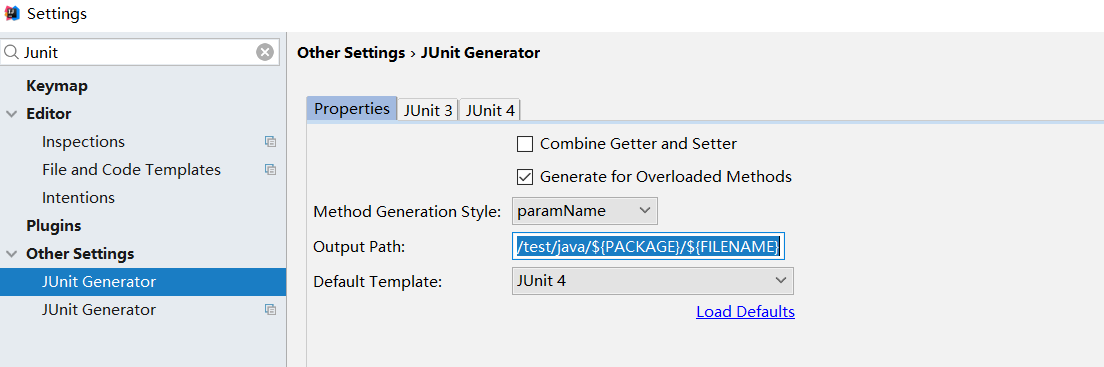 Settings
Junit
Keymap
Editor
Inspections
File and Code Templates
Intentions
Plugins
Other Settings
JUnit Generator
JUnit Generator
Other Settings › JUnit Generator
Properties
JUnit 3
JUnit 4
Combine Getter and Setter
Generate for Overloaded Methods
Method Generation Style: paramName
Output Path: /test/java/${PACKAGE}/${FILENAME}
Default Template: JUnit 4
Load Defaults